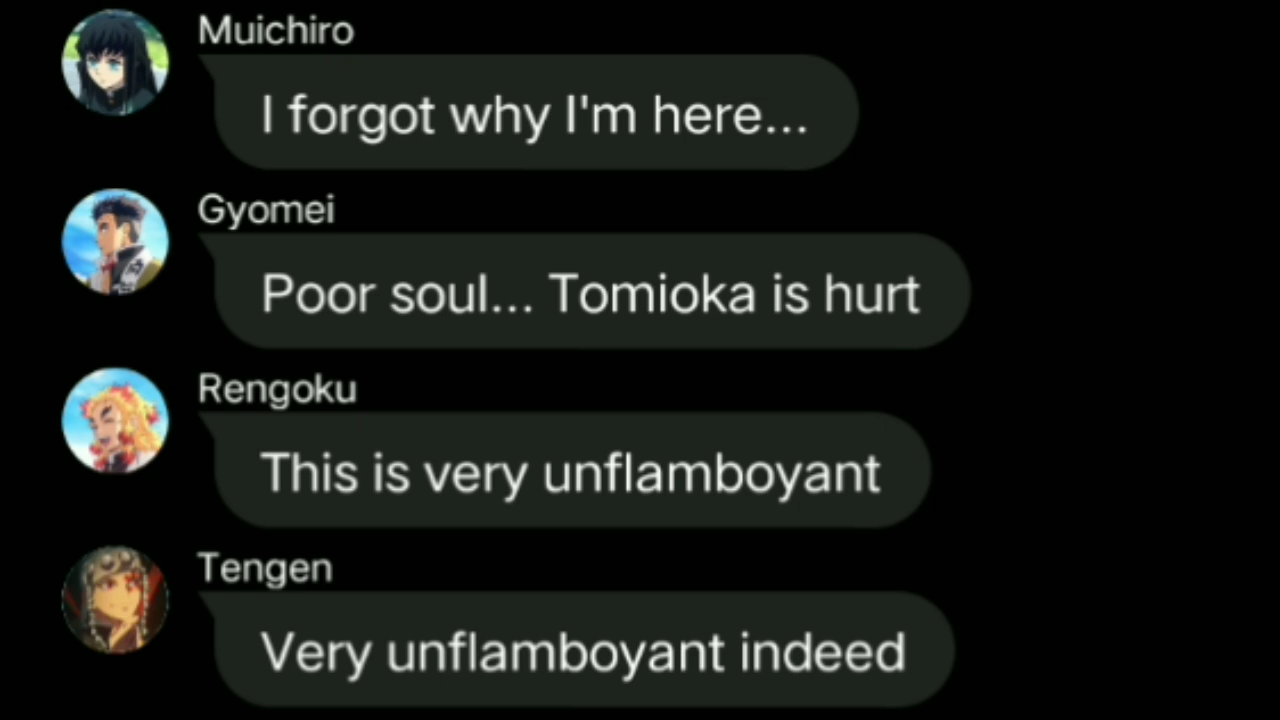 Muichiro
I forgot why I'm here...
Gyomei
Poor soul... Tomioka is hurt
Rengoku
This is very unflamboyant
Tengen
Very unflamboyant indeed